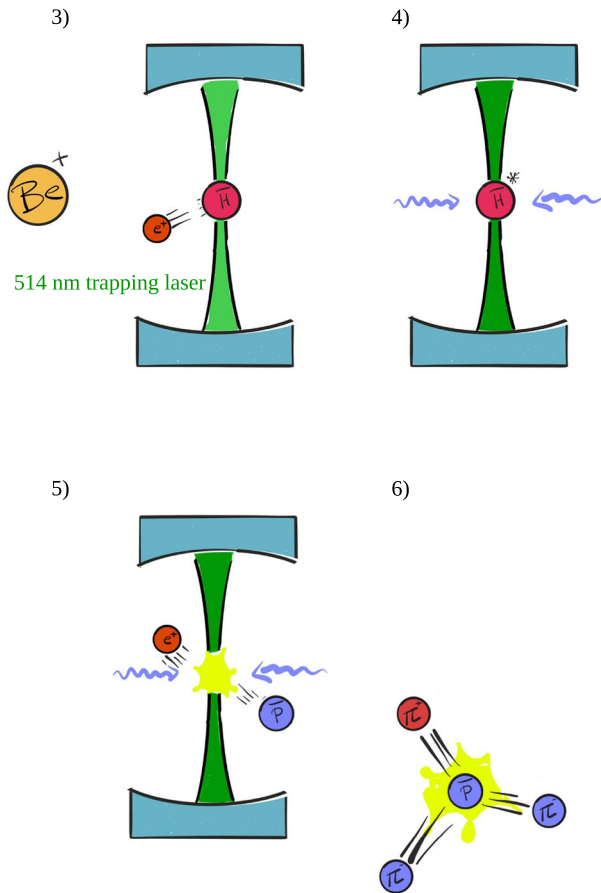 3)
4)
Be+
H̅
H̅*
e+
514 nm trapping laser
5)
6)
e+
P̅
π+
P̅
π-
π-